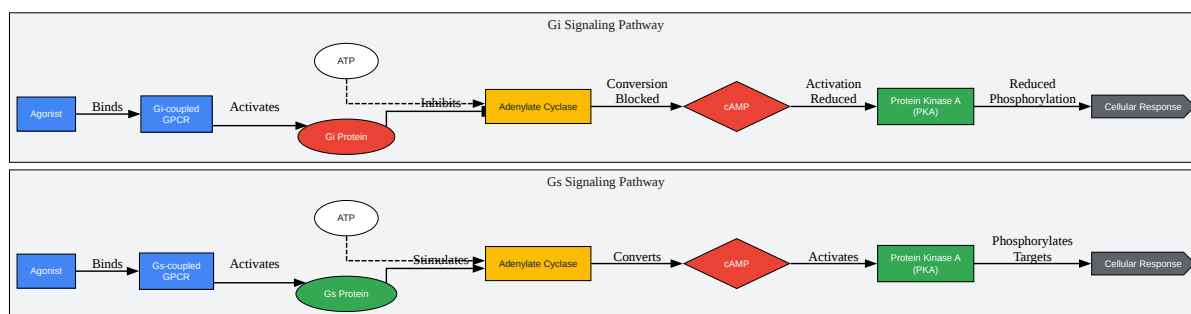 Gi Signaling Pathway
ATP
Agonist
Binds
Gi-coupled
GPCR
Activates
Gi Protein
Inhibits
Adenylate Cyclase
Conversion
Blocked
cAMP
Activation
Reduced
Protein Kinase A
(PKA)
Reduced
Phosphorylation
Cellular Response
Gs Signaling Pathway
ATP
Agonist
Binds
Gs-coupled
GPCR
Activates
Gs Protein
Stimulates
Adenylate Cyclase
Converts
cAMP
Activates
Protein Kinase A
(PKA)
Phosphorylates
Targets
Cellular Response